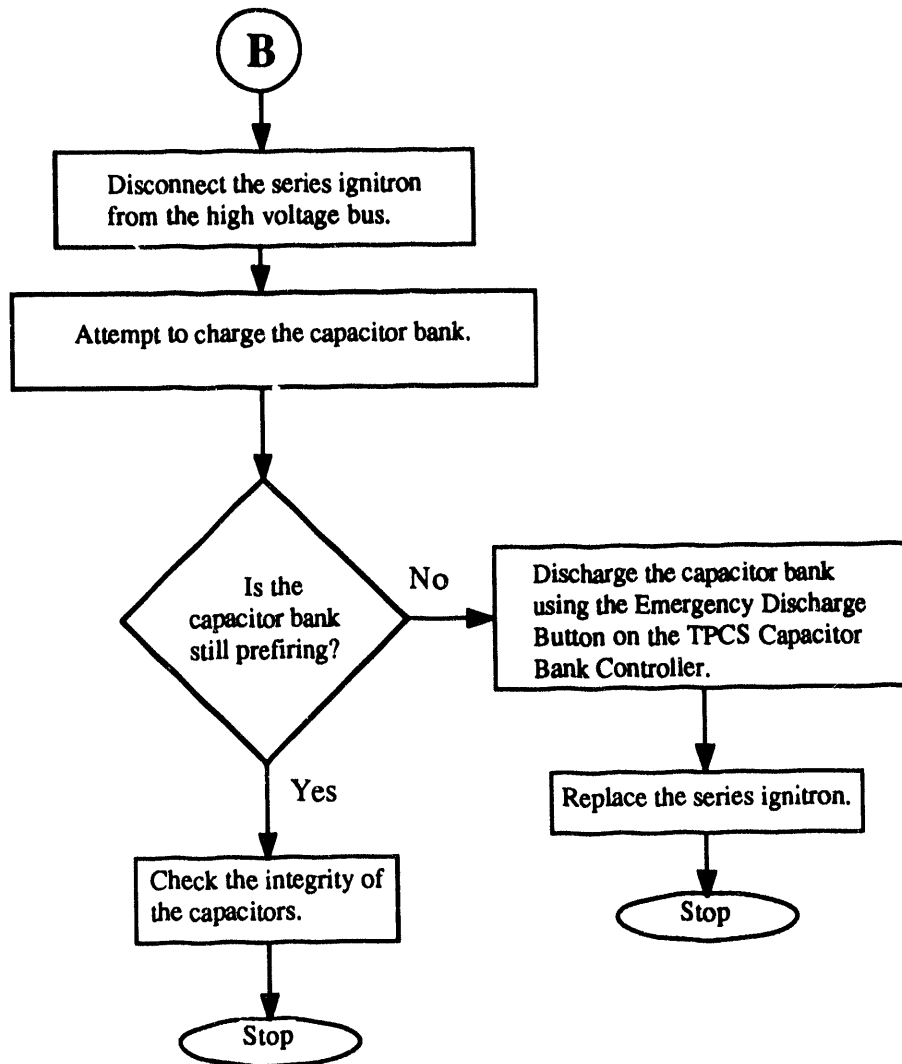 B
Disconnect the series ignitron
from the high voltage bus.
Attempt to charge the capacitor bank.
Is the
capacitor bank
still prefiring?
No
Discharge the capacitor bank
using the Emergency Discharge
Button on the TPCS Capacitor
Bank Controller.
Yes
Replace the series ignitron.
Check the integrity of
the capacitors.
Stop
Stop